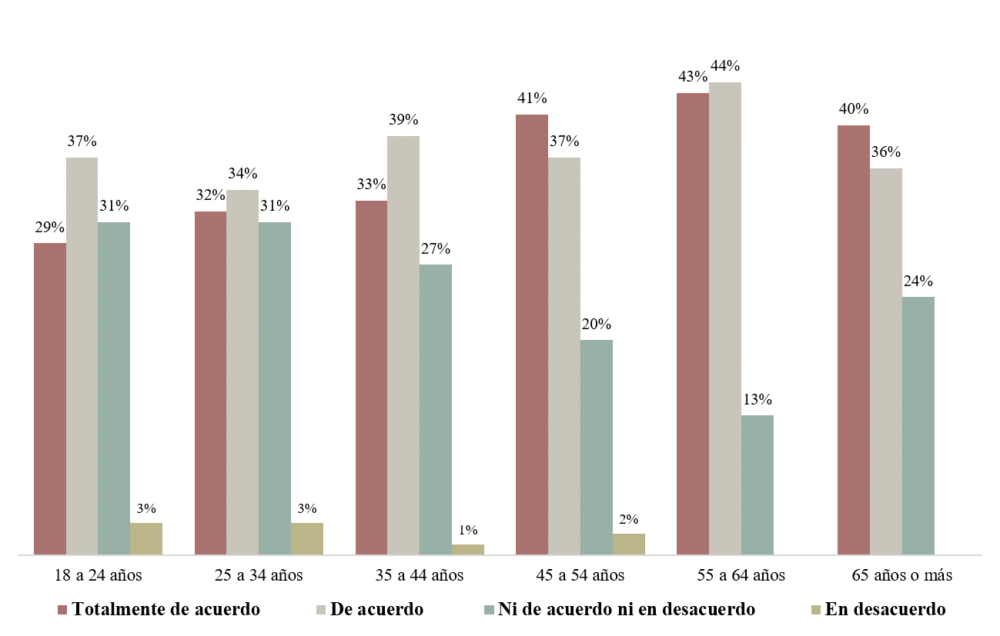 29% 37% 31% 3%
32% 34% 31% 3%
33% 39% 27% 1%
41% 37% 20% 2%
43% 44% 13%
40% 36% 24%
18 a 24 años 25 a 34 años 35 a 44 años 45 a 54 años 55 a 64 años 65 años o más
Totalmente de acuerdo De acuerdo Ni de acuerdo ni en desacuerdo En desacuerdo